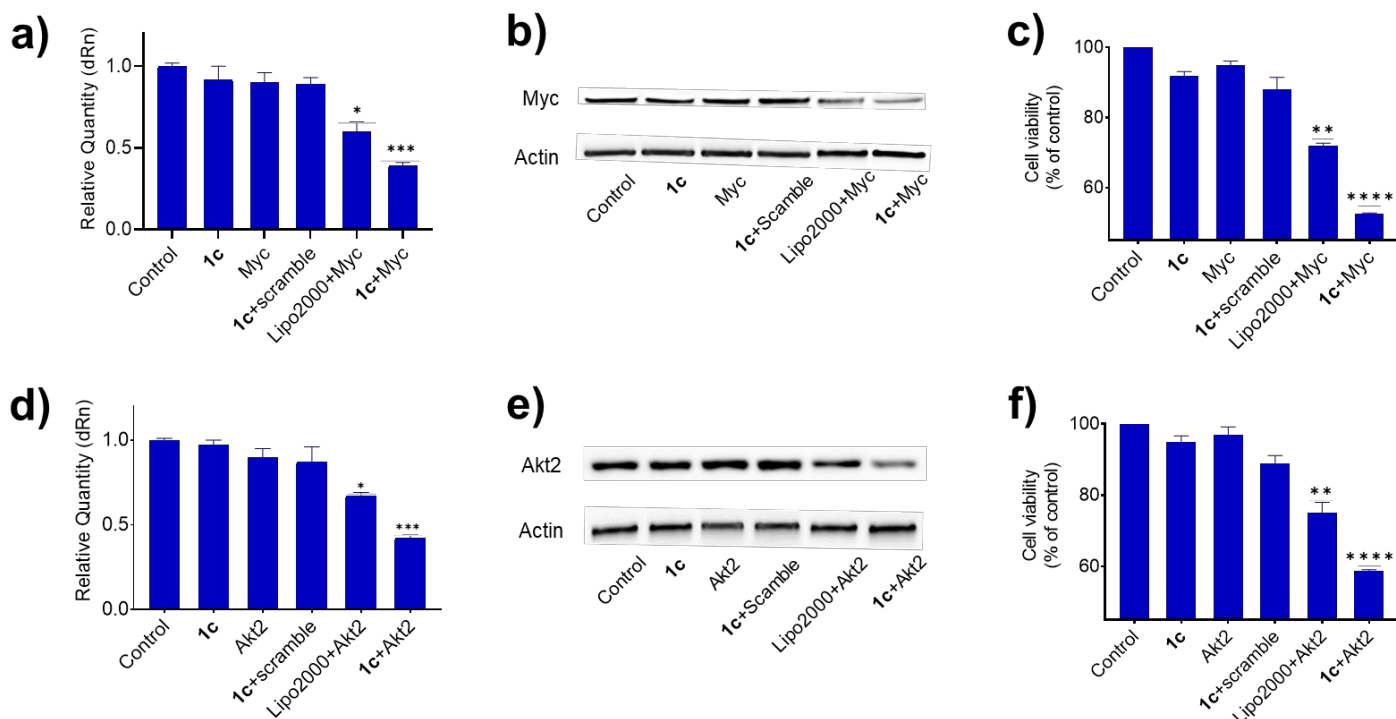 a)
Relative Quantity (dRn)
1.0
0.5
0.0
*
***
Control
1c
Myc
1c+scramble
Lipo2000+Myc
1c+Myc
b)
Myc
Actin
Control
1c
Myc
1c+Scamble
Lipo2000+Myc
1c+Myc
c)
Cell viability
(% of control)
100
80
60
**
****
Control
1c
Myc
1c+scramble
Lipo2000+Myc
1c+Myc
d)
Relative Quantity (dRn)
1.0
0.5
0.0
*
***
Control
1c
Akt2
1c+scramble
Lipo2000+Akt2
1c+Akt2
e)
Akt2
Actin
Control
1c
Akt2
1c+Scamble
Lipo2000+Akt2
1c+Akt2
f)
Cell viability
(% of control)
100
80
60
**
****
Control
1c
Akt2
1c+scramble
Lipo2000+Akt2
1c+Akt2